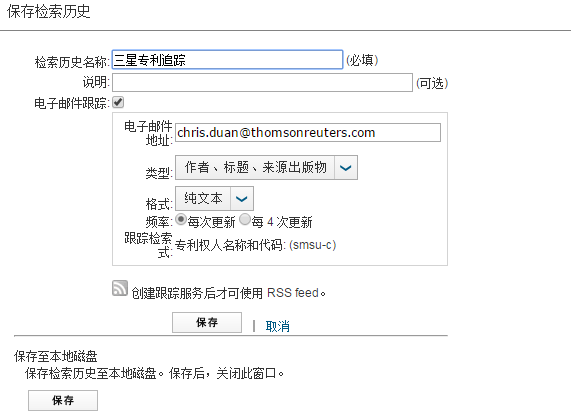 保存检索历史
检索历史名称: 三星专利追踪 (必填)
说明: (可选)
电子邮件跟踪:
电子邮件
地址: chris.duan@thomsonreuters.com
类型: 作者、标题、来源出版物
格式: 纯文本
频率: 每次更新 每 4 次更新
跟踪检索
式: 专利权人名称和代码: (smsu-c)
创建跟踪服务后才可使用 RSS feed。
保存 | 取消
保存至本地磁盘
保存检索历史至本地磁盘。保存后，关闭此窗口。
保存